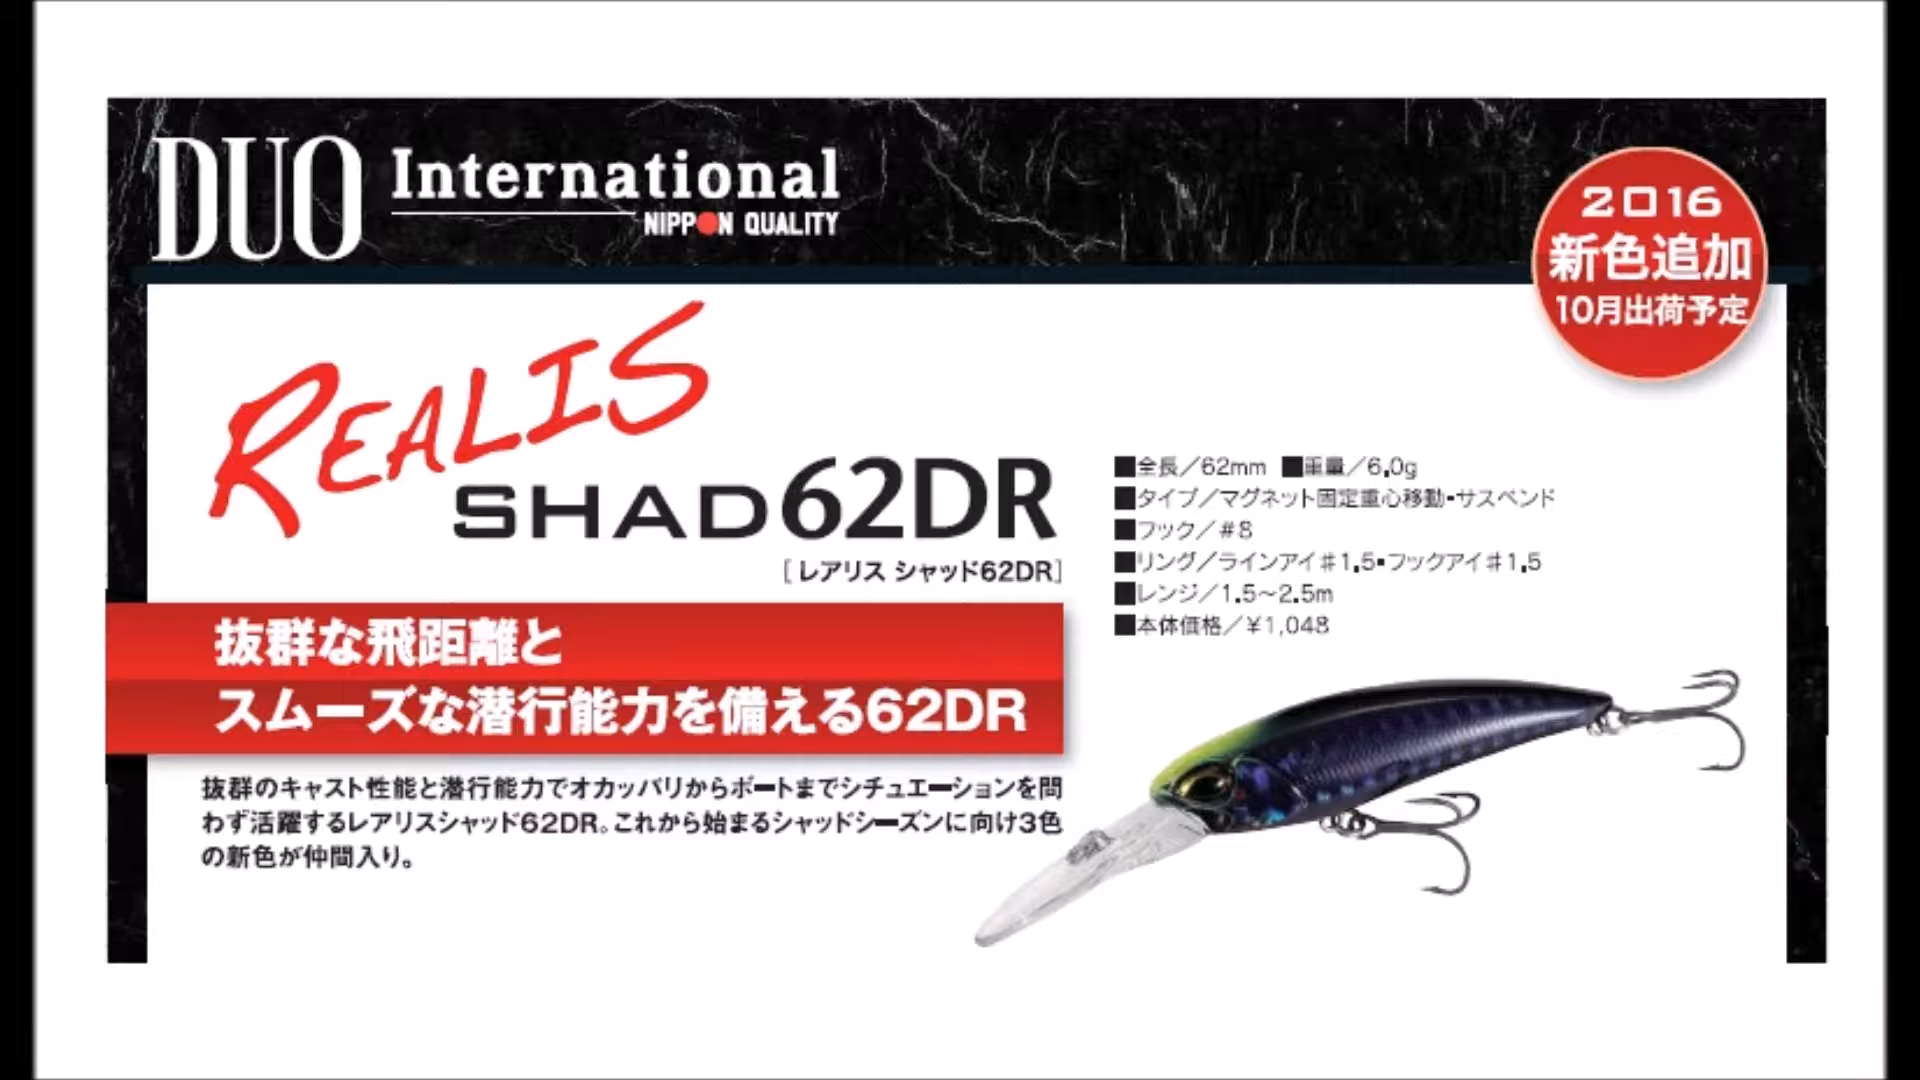 DUO International
NIPPON QUALITY
2016
新色追加
10月出荷予定
REALIS
SHAD62DR
[レアリス シャッド62DR]
■全長／62mm ■重量／6.0g
■タイプ／マグネット固定重心移動・サスペンド
■フック／#8
■リング／ラインアイ♯1.5・フックアイ♯1.5
■レンジ／1.5～2.5m
■本体価格／¥1,048
抜群な飛距離と
スムーズな潜行能力を備える62DR
抜群のキャスト性能と潜行能力でオカッパリからボートまでシチュエーションを問
わず活躍するレアリスシャッド62DR。これから始まるシャッドシーズンに向け3色
の新色が仲間入り。